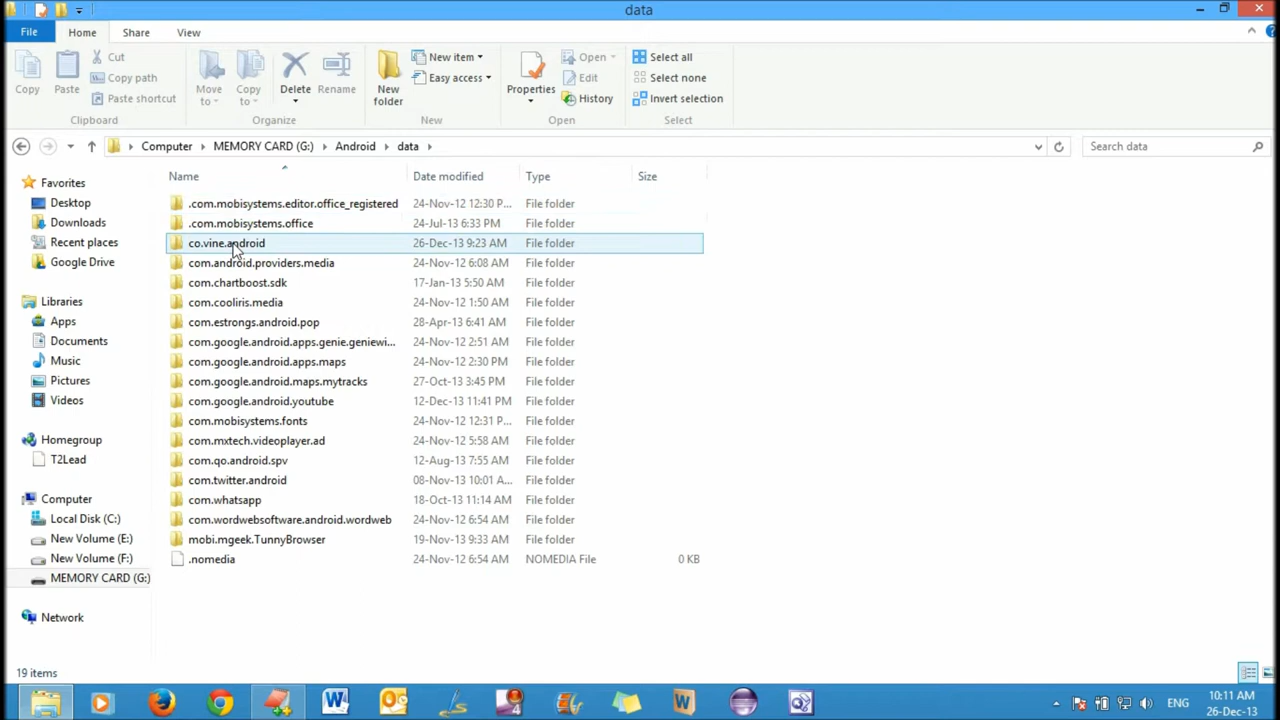 data
File Home Share View
Copy
Paste
Cut
Copy path
Paste shortcut
Clipboard
Move to
Copy to
Delete
Rename
Organize
New folder
New item
Easy access
New
Properties
Open
Edit
History
Open
Select all
Select none
Invert selection
Select
Computer MEMORY CARD (G:) Android data
Search data
Favorites
Desktop
Downloads
Recent places
Google Drive
Libraries
Apps
Documents
Music
Pictures
Videos
Homegroup
T2Lead
Computer
Local Disk (C:)
New Volume (E:)
New Volume (F:)
MEMORY CARD (G:)
Network
Name Date modified Type Size
.com.mobisystems.editor.office_registered 24-Nov-12 12:30 P... File folder
.com.mobisystems.office 24-Jul-13 6:33 PM File folder
co.vine.android 26-Dec-13 9:23 AM File folder
com.android.providers.media 24-Nov-12 6:08 AM File folder
com.chartboost.sdk 17-Jan-13 5:50 AM File folder
com.cooliris.media 24-Nov-12 1:50 AM File folder
com.estrongs.android.pop 28-Apr-13 6:41 AM File folder
com.google.android.apps.genie.geniewi... 24-Nov-12 2:51 AM File folder
com.google.android.apps.maps 24-Nov-12 2:30 PM File folder
com.google.android.maps.mytracks 27-Oct-13 3:45 PM File folder
com.google.android.youtube 12-Dec-13 11:41 PM File folder
com.mobisystems.fonts 24-Nov-12 12:31 P... File folder
com.mxtech.videoplayer.ad 24-Nov-12 5:58 AM File folder
com.qo.android.spv 12-Aug-13 7:55 AM File folder
com.twitter.android 08-Nov-13 10:01 A... File folder
com.whatsapp 18-Oct-13 11:14 AM File folder
com.wordwebsoftware.android.wordweb 24-Nov-12 6:54 AM File folder
mobi.mgeek.TunnyBrowser 19-Nov-13 9:33 AM File folder
.nomedia 24-Nov-12 6:54 AM NOMEDIA File 0 KB
19 items
ENG
10:11 AM
26-Dec-13